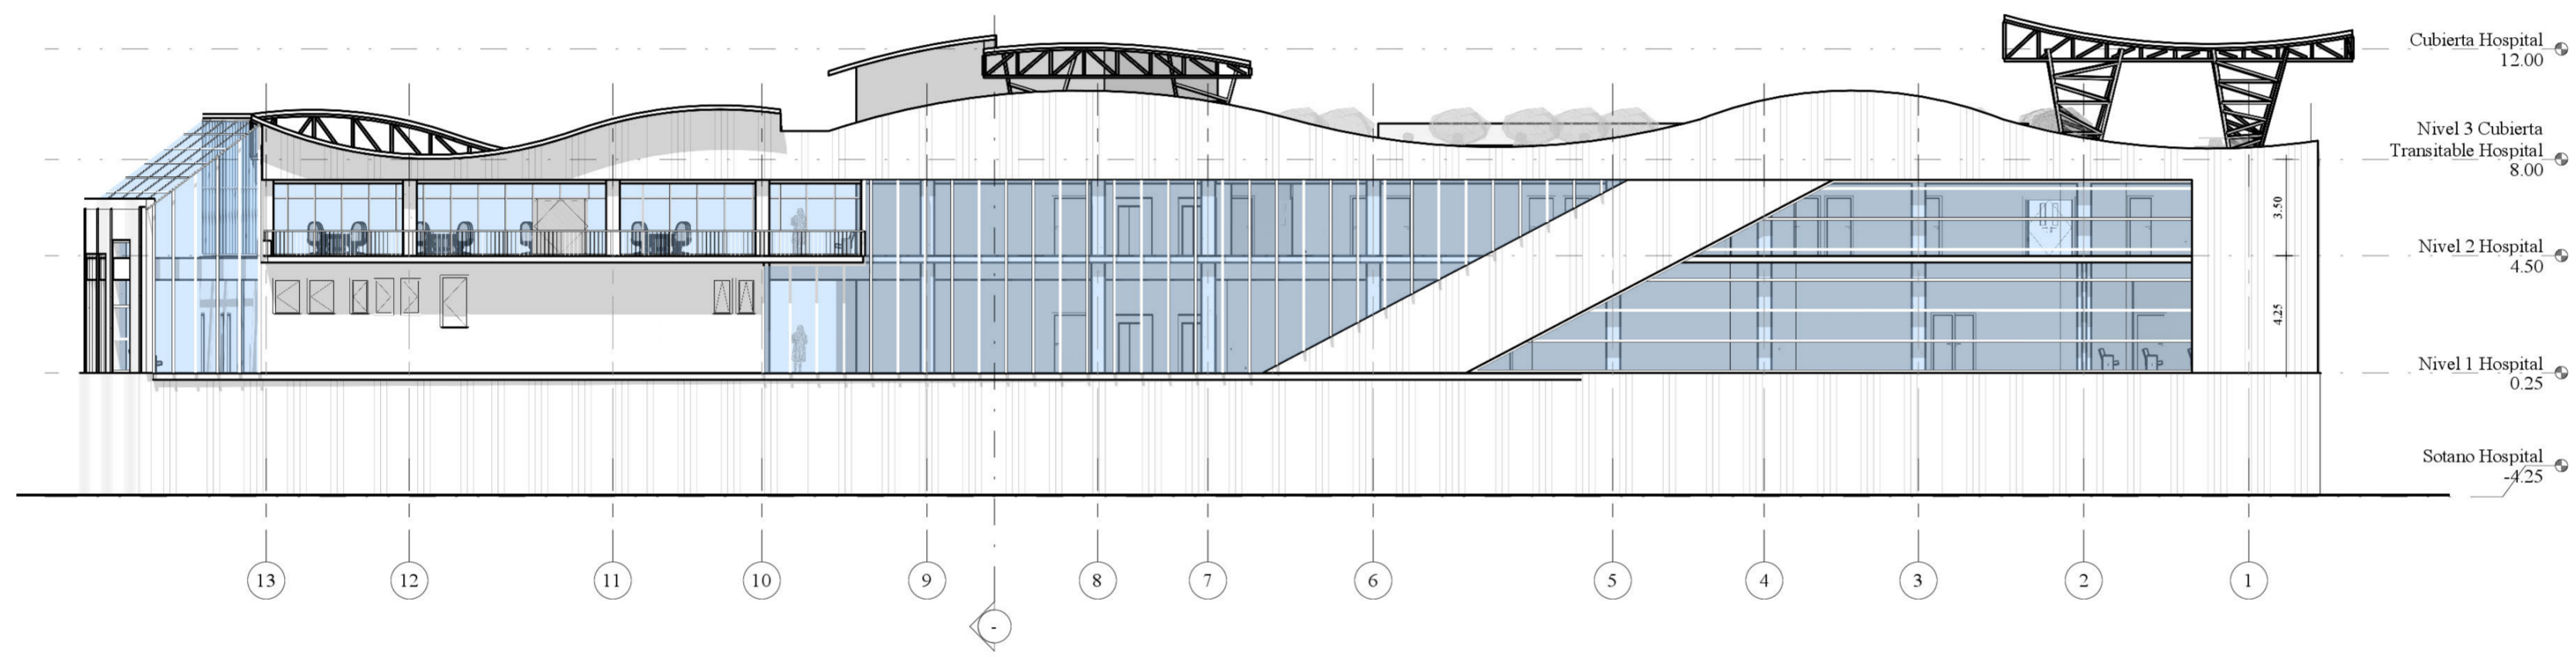 Cubierta Hospital
12.00
Nivel 3 Cubierta
Transitable Hospital
8.00
3.50
Nivel 2 Hospital
4.50
4.25
Nivel 1 Hospital
0.25
Sotano Hospital
-4.25
13 12 11 10 9 8 7 6 5 4 3 2 1
-